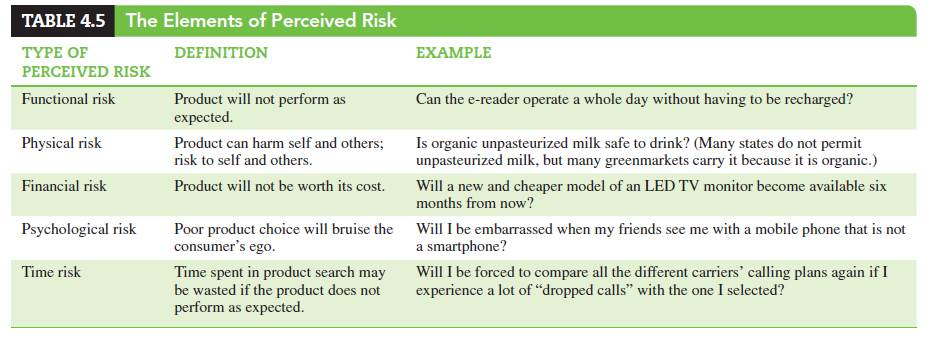 TABLE 4.5 The Elements of Perceived Risk
TYPE OF PERCEIVED RISK
DEFINITION
EXAMPLE
Functional risk
Product will not perform as
expected.
Can the e-reader operate a whole day without having to be recharged?
Physical risk
Product can harm self and others;
risk to self and others.
Is organic unpasteurized milk safe to drink? (Many states do not permit
unpasteurized milk, but many greenmarkets carry it because it is organic.)
Financial risk
Product will not be worth its cost.
Will a new and cheaper model of an LED TV monitor become available six
months from now?
Psychological risk
Poor product choice will bruise the
consumer’s ego.
Will I be embarrassed when my friends see me with a mobile phone that is not
a smartphone?
Time risk
Time spent in product search may
be wasted if the product does not
perform as expected.
Will I be forced to compare all the different carriers’ calling plans again if I
experience a lot of “dropped calls” with the one I selected?